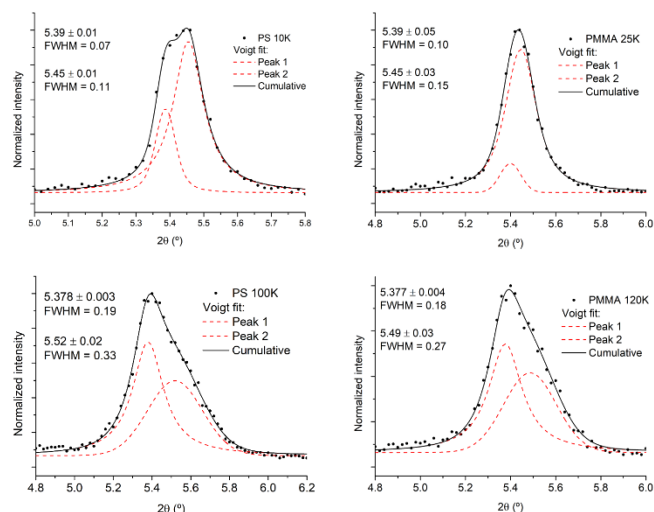 5.39 ± 0.01
FWHM = 0.07
5.45 ± 0.01
FWHM = 0.11
PS 10K
Voigt fit:
Peak 1
Peak 2
Cumulative
Normalized intensity
5.0 5.1 5.2 5.3 5.4 5.5 5.6 5.7 5.8
2θ (º)
5.39 ± 0.05
FWHM = 0.10
5.45 ± 0.03
FWHM = 0.15
PMMA 25K
Voigt fit:
Peak 1
Peak 2
Cumulative
Normalized intensity
4.8 5.0 5.2 5.4 5.6 5.8 6.0
2θ (º)
5.378 ± 0.003
FWHM = 0.19
5.52 ± 0.02
FWHM = 0.33
PS 100K
Voigt fit:
Peak 1
Peak 2
Cumulative
Normalized intensity
4.8 5.0 5.2 5.4 5.6 5.8 6.0 6.2
2θ (º)
5.377 ± 0.004
FWHM = 0.18
5.49 ± 0.03
FWHM = 0.27
PMMA 120K
Voigt fit:
Peak 1
Peak 2
Cumulative
Normalized intensity
4.8 5.0 5.2 5.4 5.6 5.8 6.0
2θ (º)